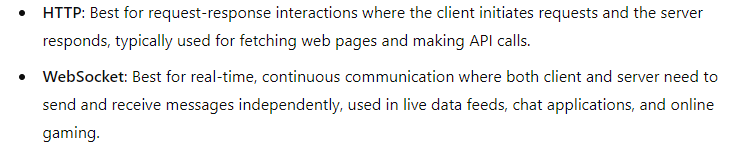 • HTTP: Best for request-response interactions where the client initiates requests and the server
responds, typically used for fetching web pages and making API calls.
• WebSocket: Best for real-time, continuous communication where both client and server need to
send and receive messages independently, used in live data feeds, chat applications, and online
gaming.